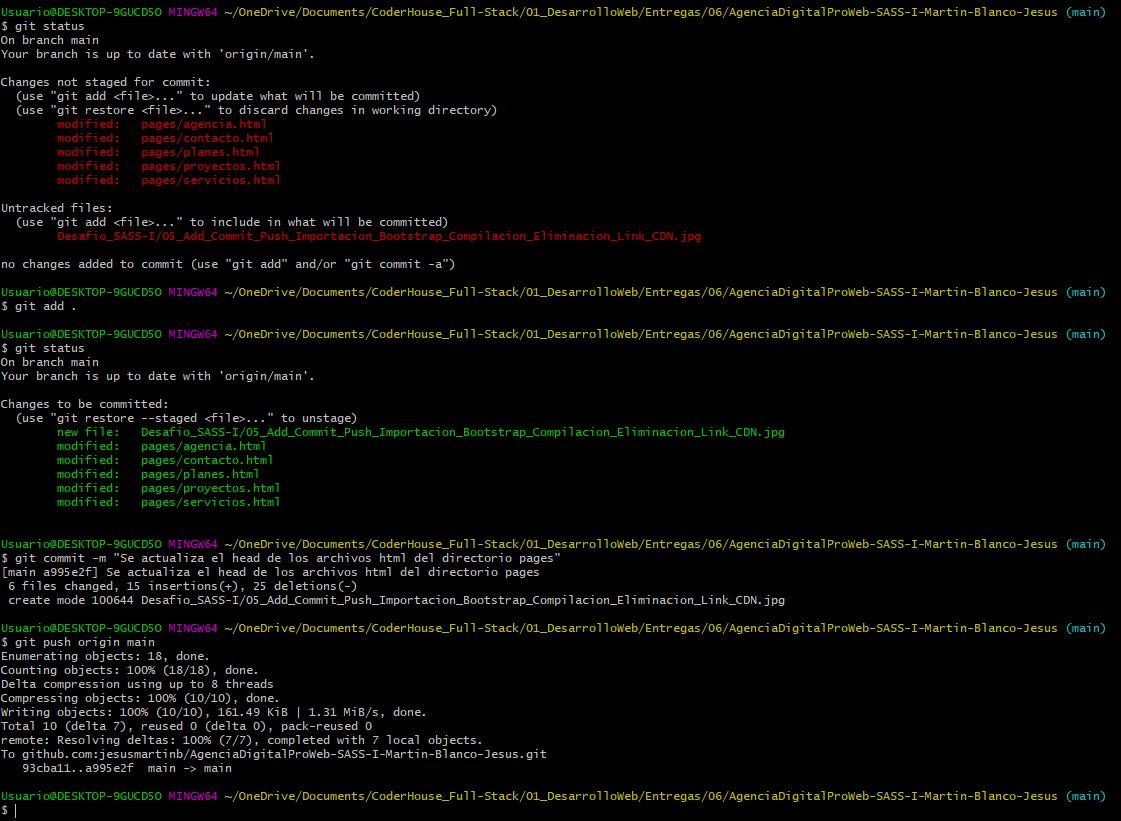 Usuario@DESKTOP-9GUCD5O MINGW64 ~/OneDrive/Documents/CoderHouse_Full-Stack/01_DesarrolloWeb/Entregas/06/AgenciaDigitalProWeb-SASS-I-Martin-Blanco-Jesus (main)
$ git status
On branch main
Your branch is up to date with 'origin/main'.
Changes not staged for commit:
(use "git add <file>..." to update what will be committed)
(use "git restore <file>..." to discard changes in working directory)
modified: pages/agencia.html
modified: pages/contacto.html
modified: pages/planes.html
modified: pages/proyectos.html
modified: pages/servicios.html
Untracked files:
(use "git add <file>..." to include in what will be committed)
Desafio_SASS-I/05_Add_Commit_Push_Importacion_Bootstrap_Compilacion_Eliminacion_Link_CDN.jpg
no changes added to commit (use "git add" and/or "git commit -a")
Usuario@DESKTOP-9GUCD5O MINGW64 ~/OneDrive/Documents/CoderHouse_Full-Stack/01_DesarrolloWeb/Entregas/06/AgenciaDigitalProWeb-SASS-I-Martin-Blanco-Jesus (main)
$ git add .
Usuario@DESKTOP-9GUCD5O MINGW64 ~/OneDrive/Documents/CoderHouse_Full-Stack/01_DesarrolloWeb/Entregas/06/AgenciaDigitalProWeb-SASS-I-Martin-Blanco-Jesus (main)
$ git status
On branch main
Your branch is up to date with 'origin/main'.
Changes to be committed:
(use "git restore --staged <file>..." to unstage)
new file: Desafio_SASS-I/05_Add_Commit_Push_Importacion_Bootstrap_Compilacion_Eliminacion_Link_CDN.jpg
modified: pages/agencia.html
modified: pages/contacto.html
modified: pages/planes.html
modified: pages/proyectos.html
modified: pages/servicios.html
Usuario@DESKTOP-9GUCD5O MINGW64 ~/OneDrive/Documents/CoderHouse_Full-Stack/01_DesarrolloWeb/Entregas/06/AgenciaDigitalProWeb-SASS-I-Martin-Blanco-Jesus (main)
$ git commit -m "Se actualiza el head de los archivos html del directorio pages"
[main a995e2f] Se actualiza el head de los archivos html del directorio pages
6 files changed, 15 insertions(+), 25 deletions(-)
create mode 100644 Desafio_SASS-I/05_Add_Commit_Push_Importacion_Bootstrap_Compilacion_Eliminacion_Link_CDN.jpg
Usuario@DESKTOP-9GUCD5O MINGW64 ~/OneDrive/Documents/CoderHouse_Full-Stack/01_DesarrolloWeb/Entregas/06/AgenciaDigitalProWeb-SASS-I-Martin-Blanco-Jesus (main)
$ git push origin main
Enumerating objects: 18, done.
Counting objects: 100% (18/18), done.
Delta compression using up to 8 threads
Compressing objects: 100% (10/10), done.
Writing objects: 100% (10/10), 161.49 KiB | 1.31 MiB/s, done.
Total 10 (delta 7), reused 0 (delta 0), pack-reused 0
remote: Resolving deltas: 100% (7/7), completed with 7 local objects.
To github.com:jesusmartinb/AgenciaDigitalProWeb-SASS-I-Martin-Blanco-Jesus.git
93cba11..a995e2f main -> main
Usuario@DESKTOP-9GUCD5O MINGW64 ~/OneDrive/Documents/CoderHouse_Full-Stack/01_DesarrolloWeb/Entregas/06/AgenciaDigitalProWeb-SASS-I-Martin-Blanco-Jesus (main)
$